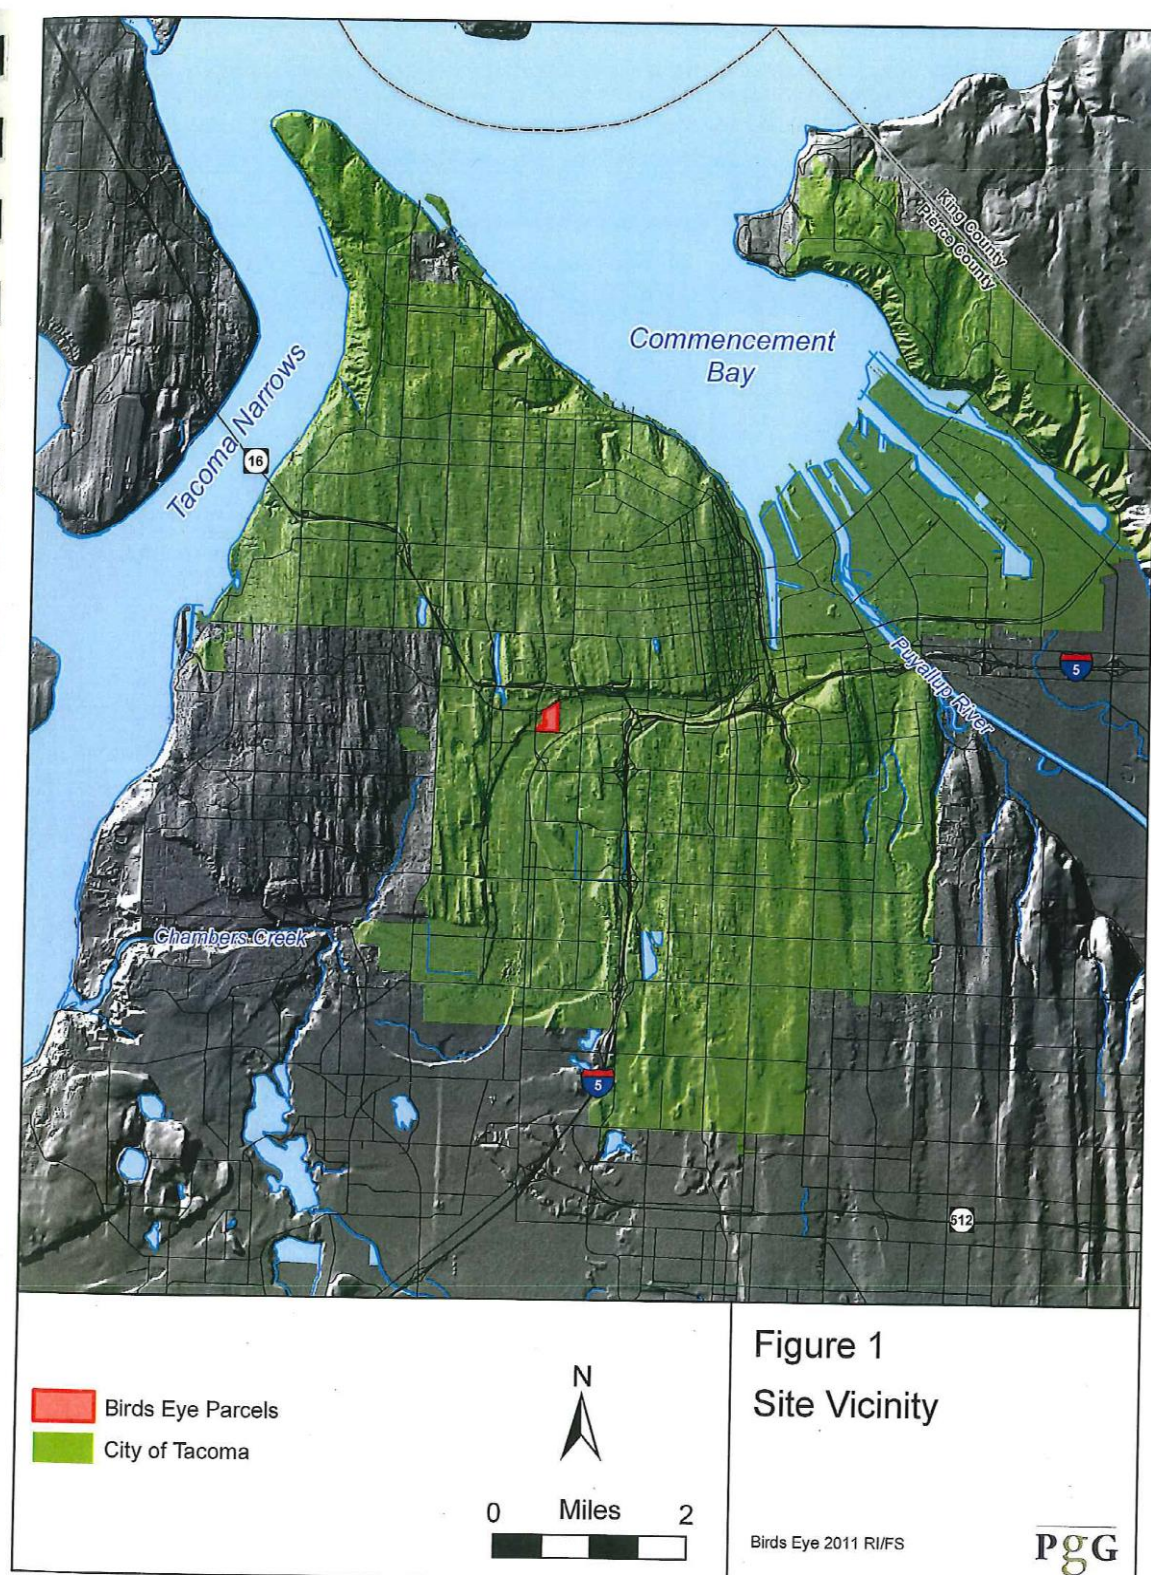 King County
Pierce County
Commencement
Bay
Tacoma Narrows
16
Puyallup River
5
Chambers Creek
5
512
Birds Eye Parcels
City of Tacoma
N
0 Miles 2
Figure 1
Site Vicinity
Birds Eye 2011 RI/FS
PgG